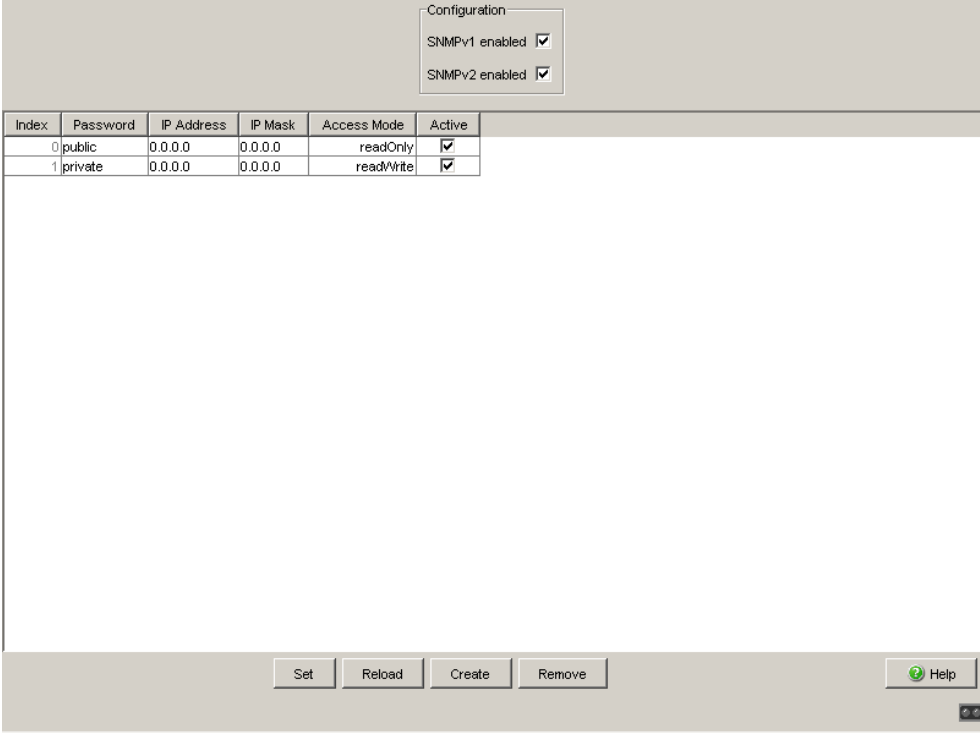 Configuration
SNMPv1 enabled
SNMPv2 enabled
Index Password IP Address IP Mask Access Mode Active
0 public 0.0.0.0 0.0.0.0 readOnly
1 private 0.0.0.0 0.0.0.0 readWrite
Set Reload Create Remove Help